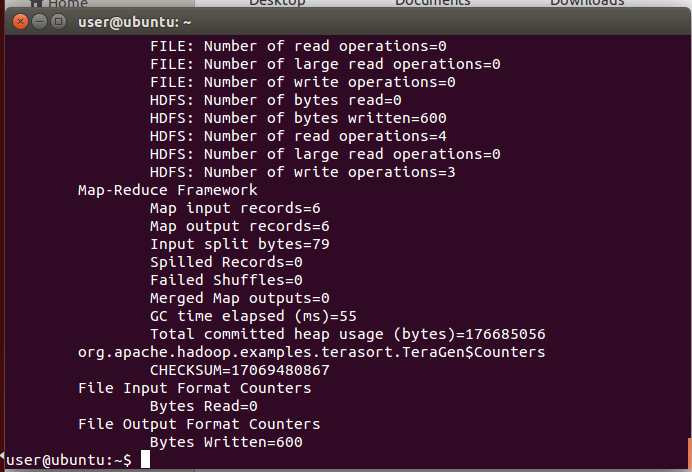 Home Desktop Documents Downloads
user@ubuntu: ~
FILE: Number of read operations=0
FILE: Number of large read operations=0
FILE: Number of write operations=0
HDFS: Number of bytes read=0
HDFS: Number of bytes written=600
HDFS: Number of read operations=4
HDFS: Number of large read operations=0
HDFS: Number of write operations=3
Map-Reduce Framework
Map input records=6
Map output records=6
Input split bytes=79
Spilled Records=0
Failed Shuffles=0
Merged Map outputs=0
GC time elapsed (ms)=55
Total committed heap usage (bytes)=176685056
org.apache.hadoop.examples.terasort.TeraGen$Counters
CHECKSUM=17069480867
File Input Format Counters
Bytes Read=0
File Output Format Counters
Bytes Written=600
user@ubuntu:~$